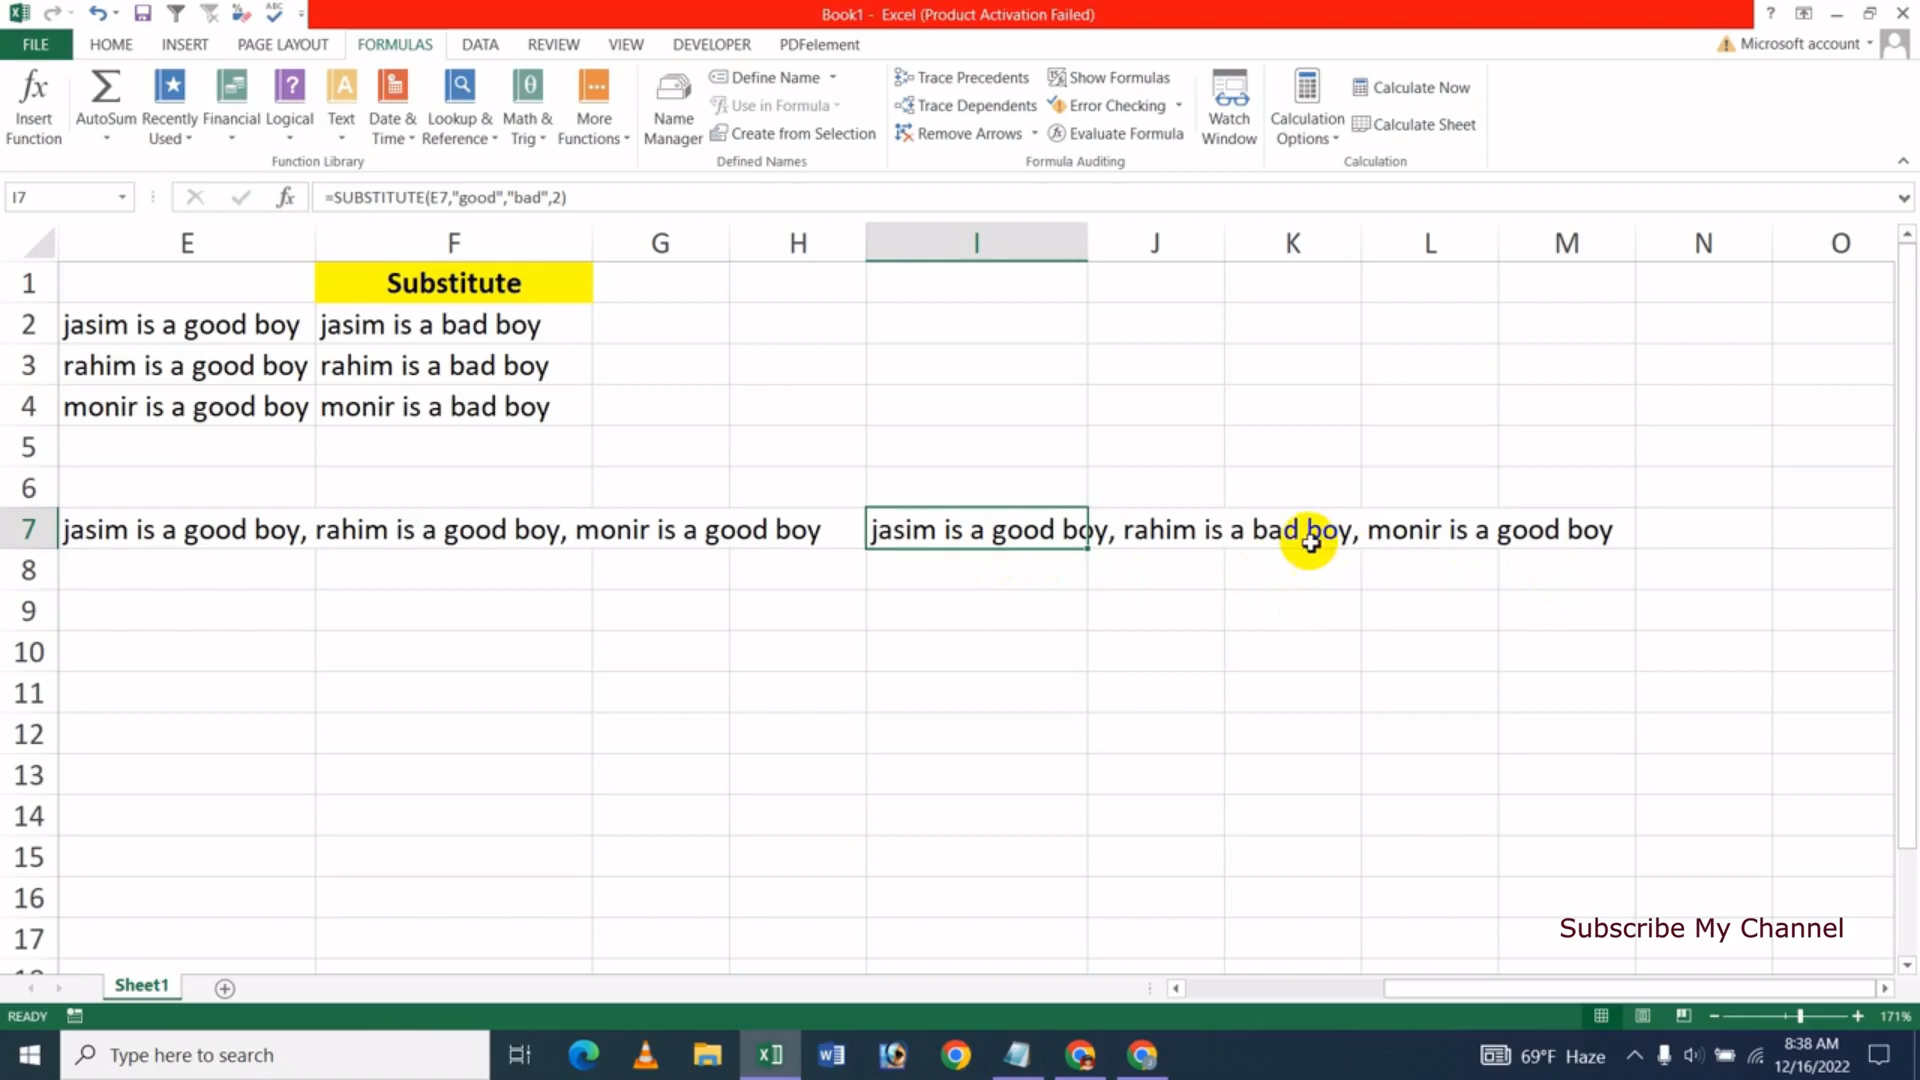 Book1 - Excel (Product Activation Failed)
FILE HOME INSERT PAGE LAYOUT FORMULAS DATA REVIEW VIEW DEVELOPER PDFelement Microsoft account
Insert Function
AutoSum
Recently Used
Financial
Logical
Text
Date & Time
Lookup & Reference
Math & Trig
More Functions
Function Library
Name Manager
Define Name
Use in Formula
Create from Selection
Defined Names
Trace Precedents
Trace Dependents
Remove Arrows
Show Formulas
Error Checking
Evaluate Formula
Formula Auditing
Watch Window
Calculation Options
Calculate Now
Calculate Sheet
Calculation
I7 fx =SUBSTITUTE(E7,"good","bad",2)
E F G H I J K L M N O
1 Substitute
2 jasim is a good boy jasim is a bad boy
3 rahim is a good boy rahim is a bad boy
4 monir is a good boy monir is a bad boy
5
6
7 jasim is a good boy, rahim is a good boy, monir is a good boy jasim is a good boy, rahim is a bad boy, monir is a good boy
8
9
10
11
12
13
14
15
16
17
Subscribe My Channel
Sheet1
READY 171%
Type here to search
69°F Haze
8:38 AM
12/16/2022